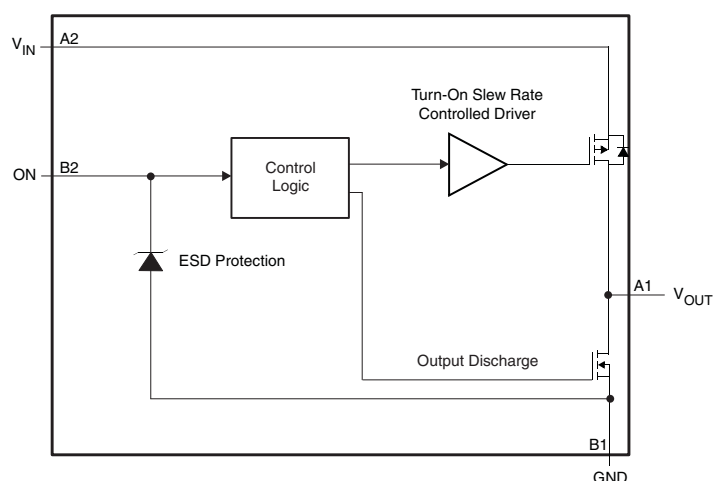 V_IN A2
Turn-On Slew Rate
Controlled Driver
ON B2
Control
Logic
ESD Protection
A1 V_OUT
Output Discharge
B1
GND